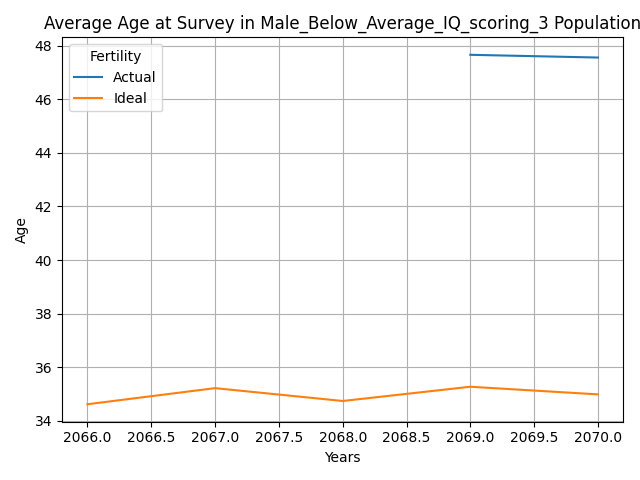 Average Age at Survey in Male_Below_Average_IQ_scoring_3 Population
Fertility
Actual
Ideal
Age
48
46
44
42
40
38
36
34
2066.0 2066.5 2067.0 2067.5 2068.0 2068.5 2069.0 2069.5 2070.0
Years